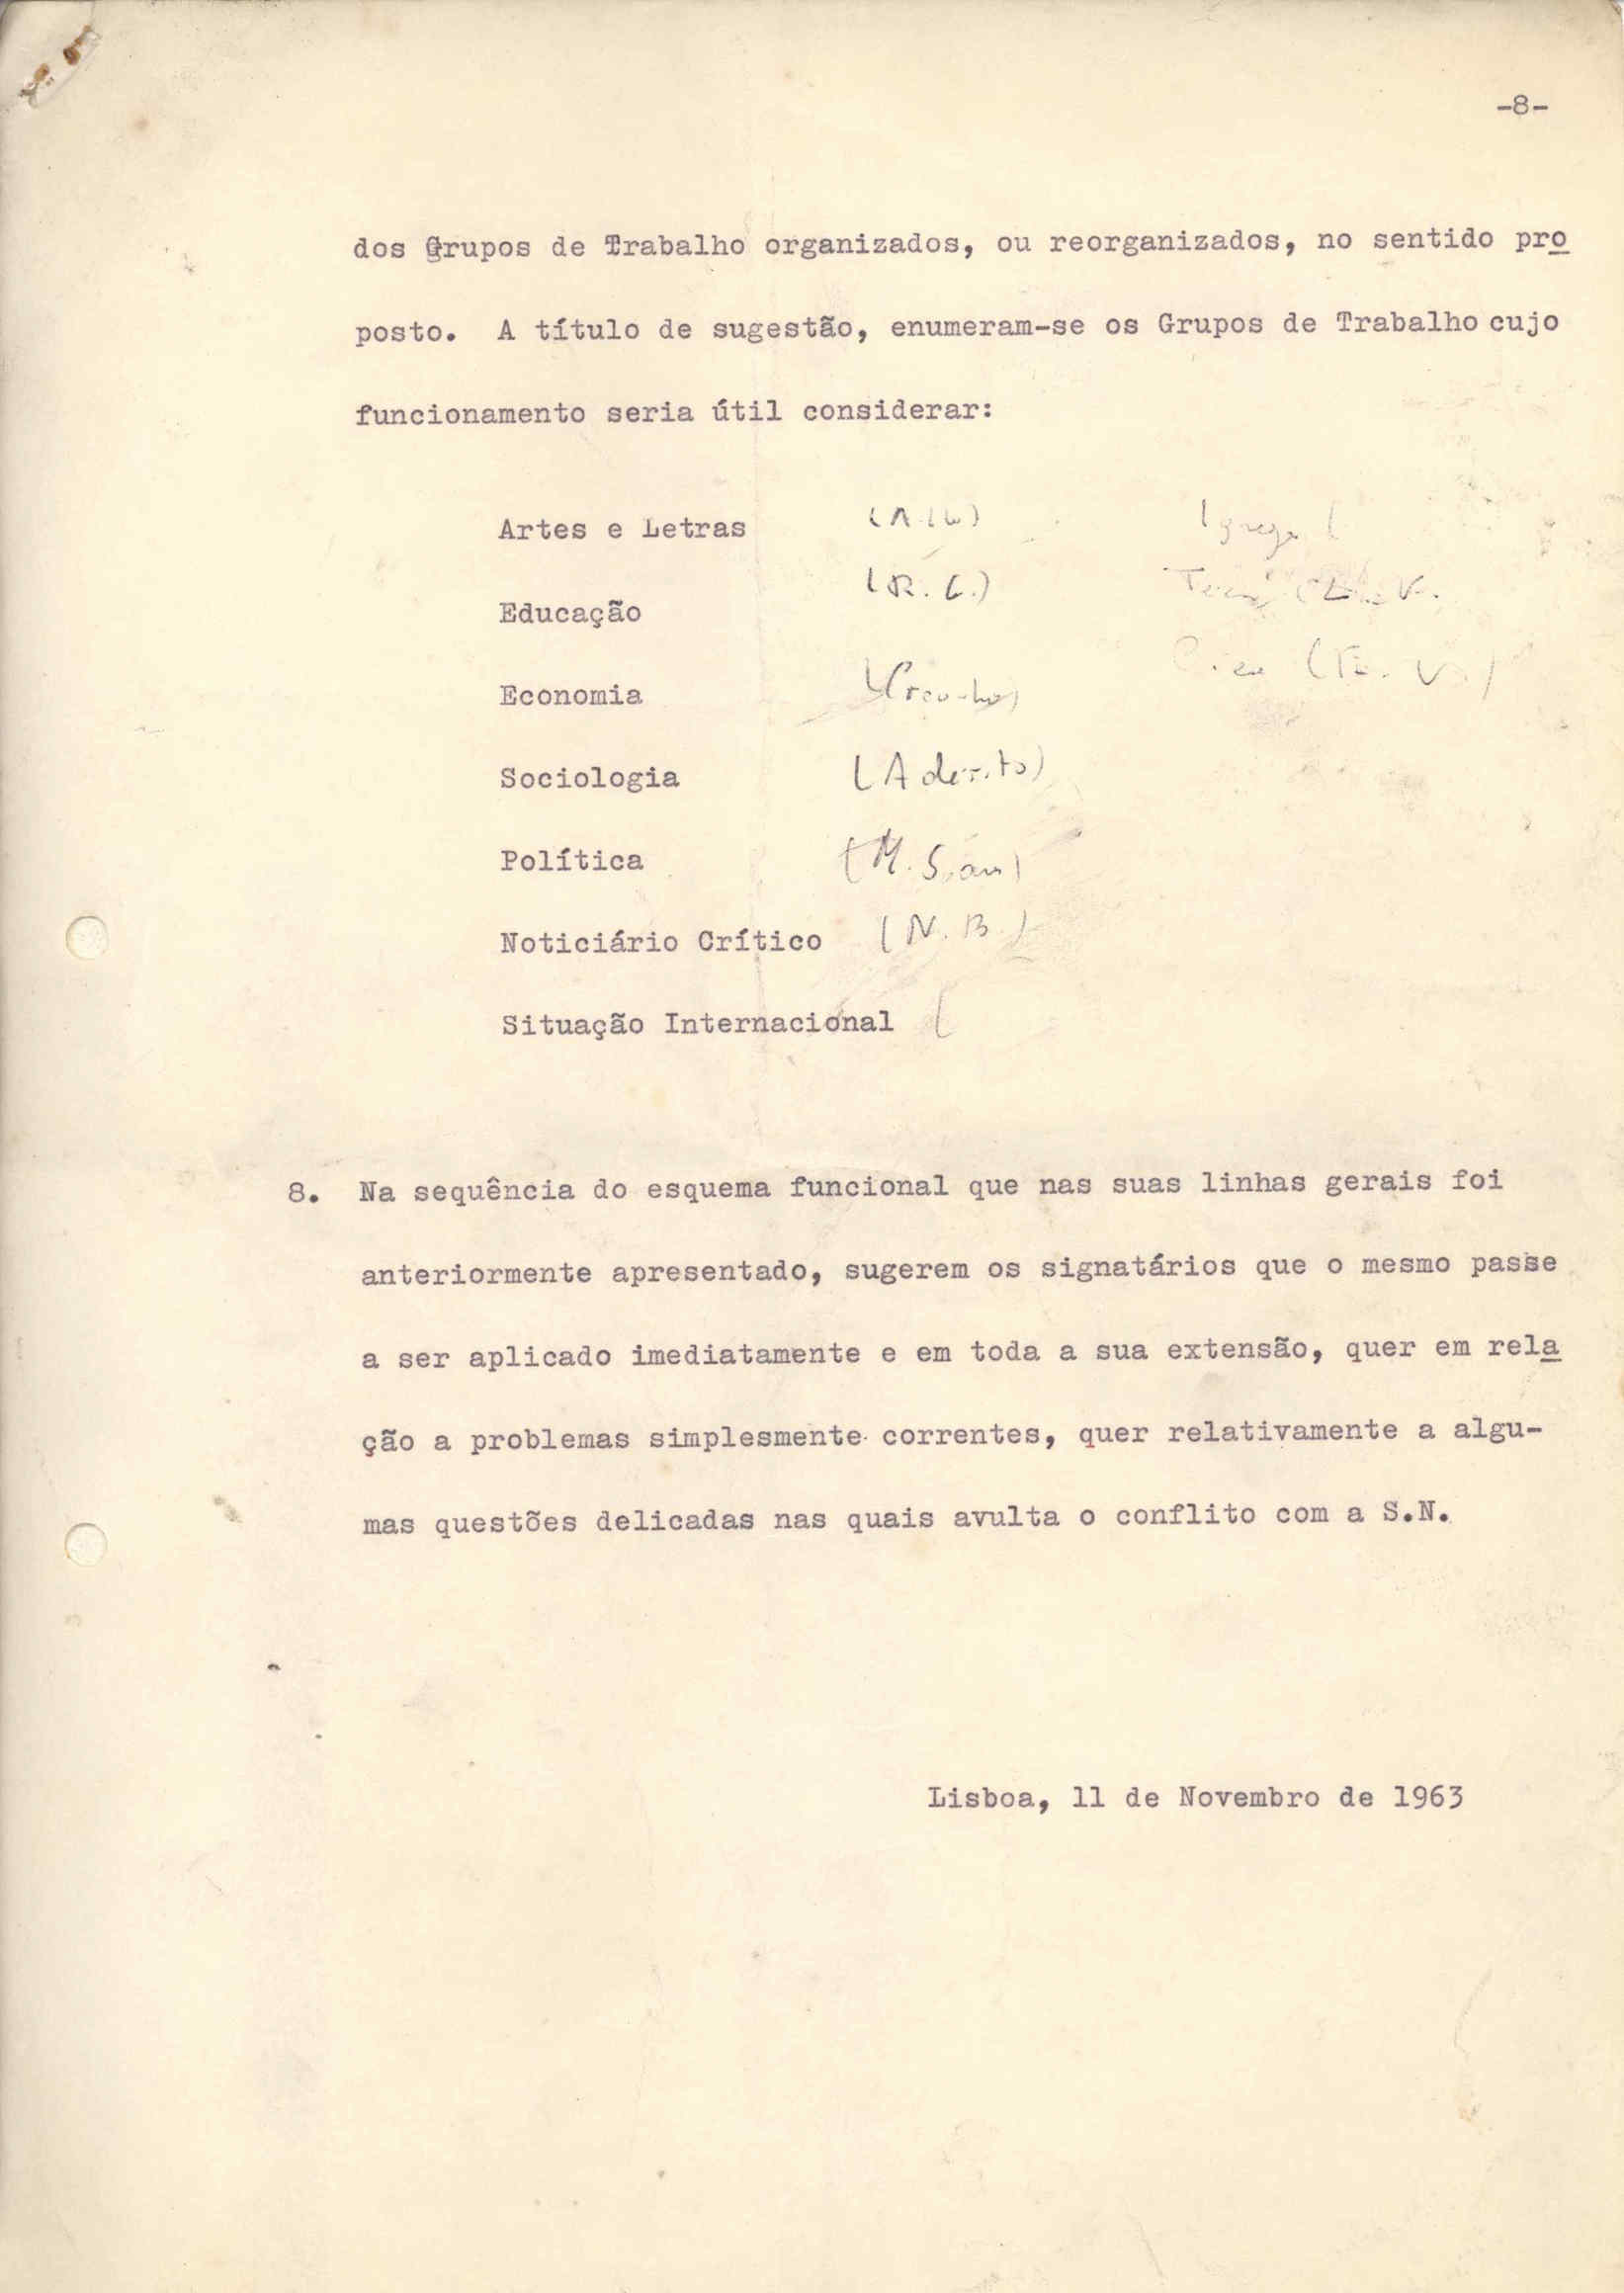 -8-
dos Grupos de Trabalho organizados, ou reorganizados, no sentido pro
posto. A título de sugestão, enumeram-se os Grupos de Trabalho cujo
funcionamento seria útil considerar:
Artes e Letras
Educação
Economia
Sociologia (Aderito)
Política
Noticiário Crítico (N. B.)
Situação Internacional (
8. Na sequência do esquema funcional que nas suas linhas gerais foi
anteriormente apresentado, sugerem os signatários que o mesmo passe
a ser aplicado imediatamente e em toda a sua extensão, quer em rela
ção a problemas simplesmente correntes, quer relativamente a algu-
mas questões delicadas nas quais avulta o conflito com a S.N.
Lisboa, 11 de Novembro de 1963